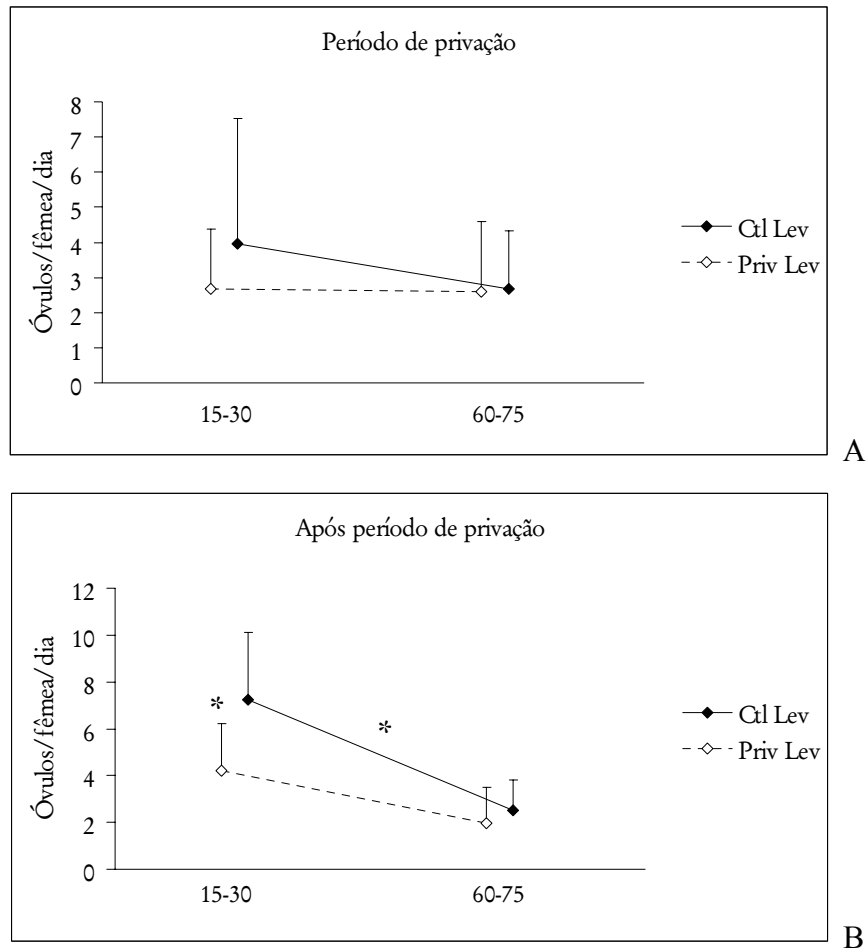 Período de privação
8
7
6
5
4
3
2
1
0
Óvulos/fêmea/dia
15-30
60-75
Ctl Lev
Priv Lev
A
Após período de privação
12
10
8
6
4
2
0
Óvulos/fêmea/dia
*
*
15-30
60-75
Ctl Lev
Priv Lev
B